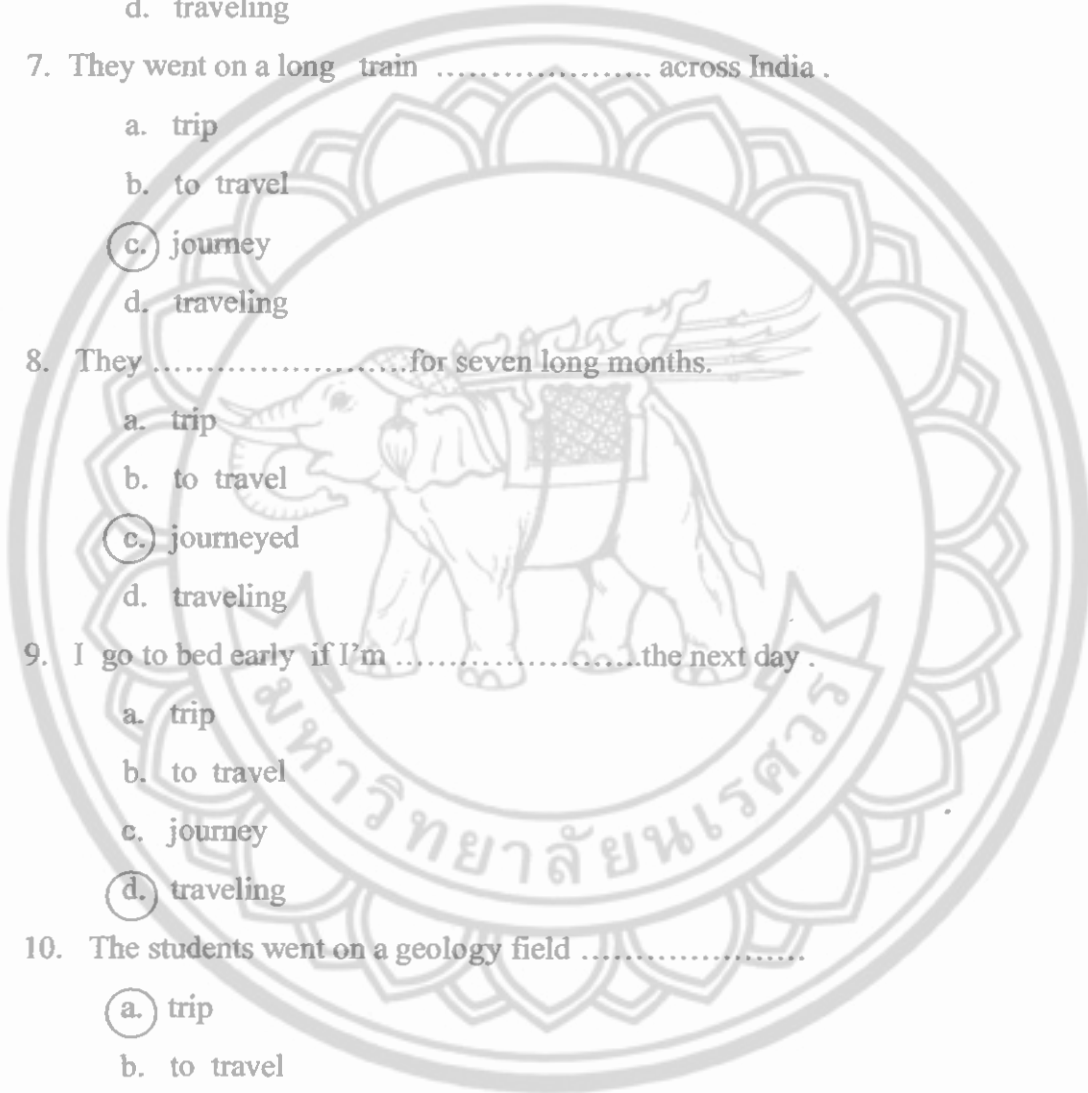 d. traveling
7. They went on a long train ..................... across India .
a. trip
b. to travel
c. journey
d. traveling
8. They .........................for seven long months.
a. trip
b. to travel
c. journeyed
d. traveling
9. I go to bed early if I'm ........................the next day .
a. trip
b. to travel
c. journey
d. traveling
10. The students went on a geology field ......................
a. trip
b. to travel
มหาวิทยาลัยนเรศวร